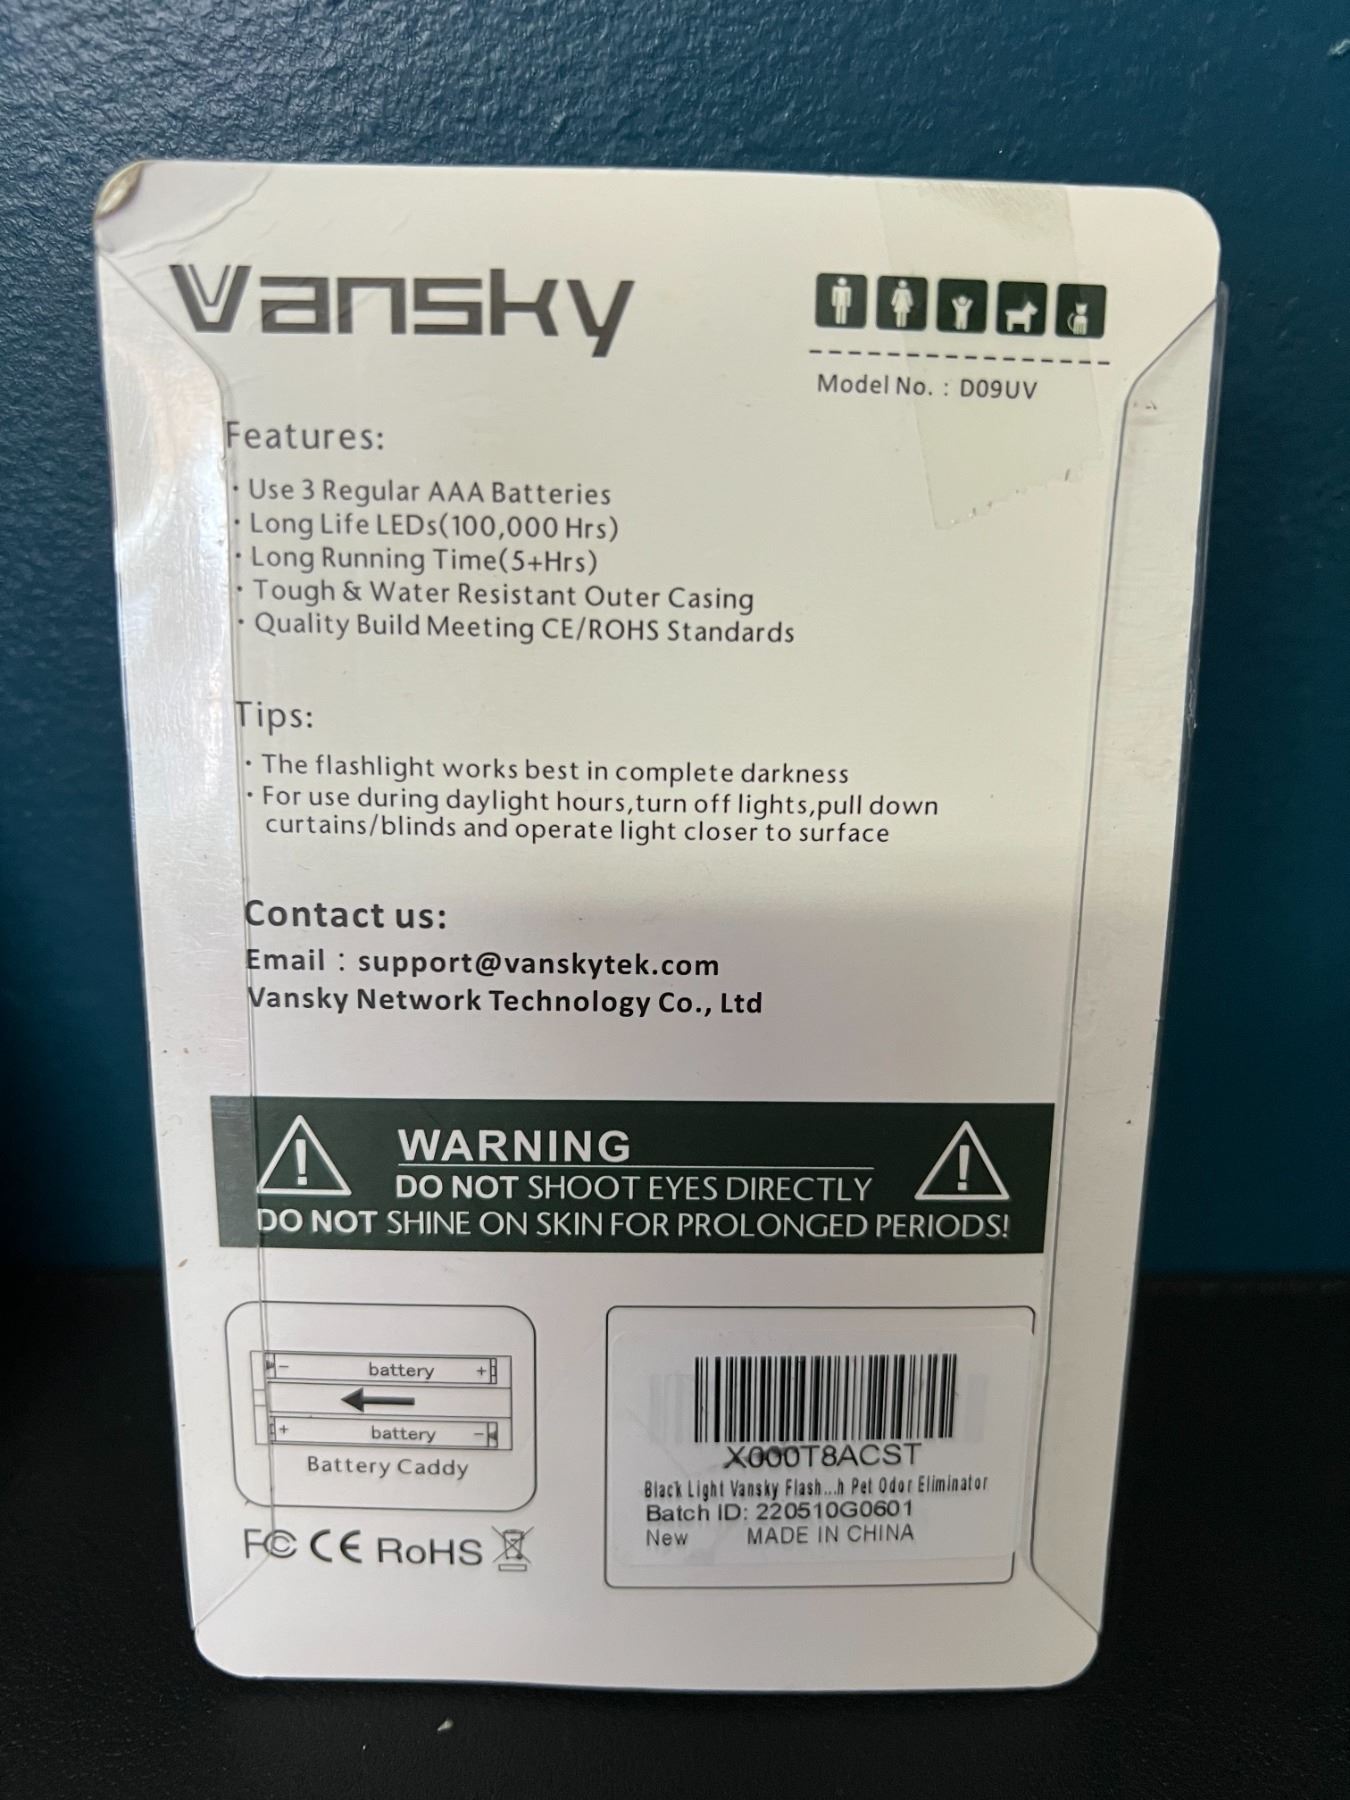 Vansky
Model No. : D09UV
Features:
· Use 3 Regular AAA Batteries
· Long Life LEDs(100,000 Hrs)
· Long Running Time(5+Hrs)
· Tough & Water Resistant Outer Casing
· Quality Build Meeting CE/ROHS Standards
Tips:
· The flashlight works best in complete darkness
· For use during daylight hours,turn off lights,pull down
curtains/blinds and operate light closer to surface
Contact us:
Email : support@vanskytek.com
Vansky Network Technology Co., Ltd
WARNING
DO NOT SHOOT EYES DIRECTLY
DO NOT SHINE ON SKIN FOR PROLONGED PERIODS!
- battery +
+ battery -
Battery Caddy
FC CE RoHS
X000T8ACST
Black Light Vansky Flash...h Pet Odor Eliminator
Batch ID: 220510G0601
New MADE IN CHINA